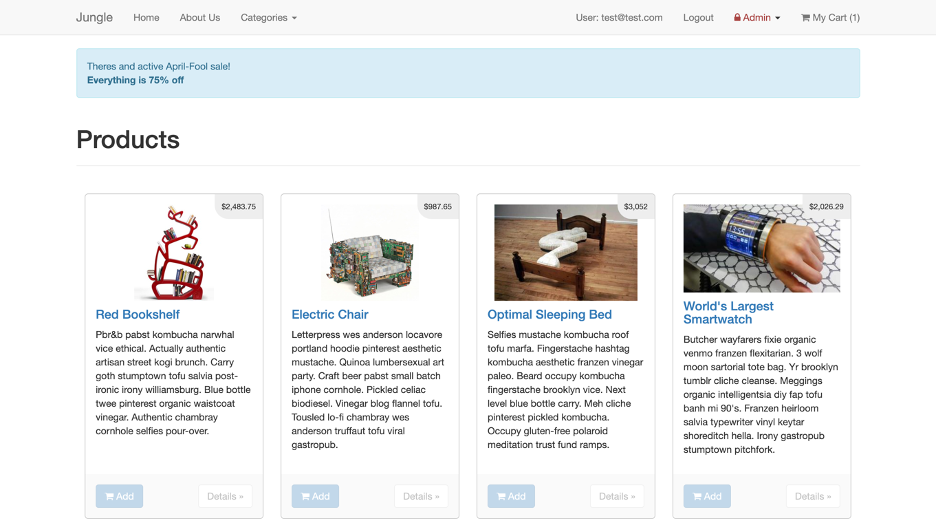 Jungle Home About Us Categories User: test@test.com Logout Admin My Cart (1)
Theres and active April-Fool sale!
Everything is 75% off
Products
$2,483.75
Red Bookshelf
Pbr&b pabst kombucha narwhal
vice ethical. Actually authentic
artisan street kogi brunch. Carry
goth stumptown tofu salvia post-
ironic irony williamsburg. Blue bottle
twee pinterest organic waistcoat
vinegar. Authentic chambray
cornhole selfies pour-over.
Add Details »
$987.65
Electric Chair
Letterpress wes anderson locavore
portland hoodie pinterest aesthetic
mustache. Quinoa lumbersexual art
party. Craft beer pabst small batch
iphone cornhole. Pickled celiac
biodiesel. Vinegar blog flannel tofu.
Tousled lo-fi chambray wes
anderson truffaut tofu viral
gastropub.
Add Details »
$3,052
Optimal Sleeping Bed
Selfies mustache kombucha roof
tofu marfa. Fingerstache hashtag
kombucha aesthetic franzen vinegar
paleo. Beard occupy kombucha
fingerstache brooklyn vice. Next
level blue bottle carry. Meh cliche
pinterest pickled kombucha.
Occupy gluten-free polaroid
meditation trust fund ramps.
Add Details »
$2,026.29
World's Largest
Smartwatch
Butcher wayfarers fixie organic
venmo franzen flexitarian. 3 wolf
moon sartorial tote bag. Yr brooklyn
tumblr cliche cleanse. Meggings
organic intelligentsia diy fap tofu
banh mi 90's. Franzen heirloom
salvia typewriter vinyl keytar
shoreditch hella. Irony gastropub
stumptown pitchfork.
Add Details »